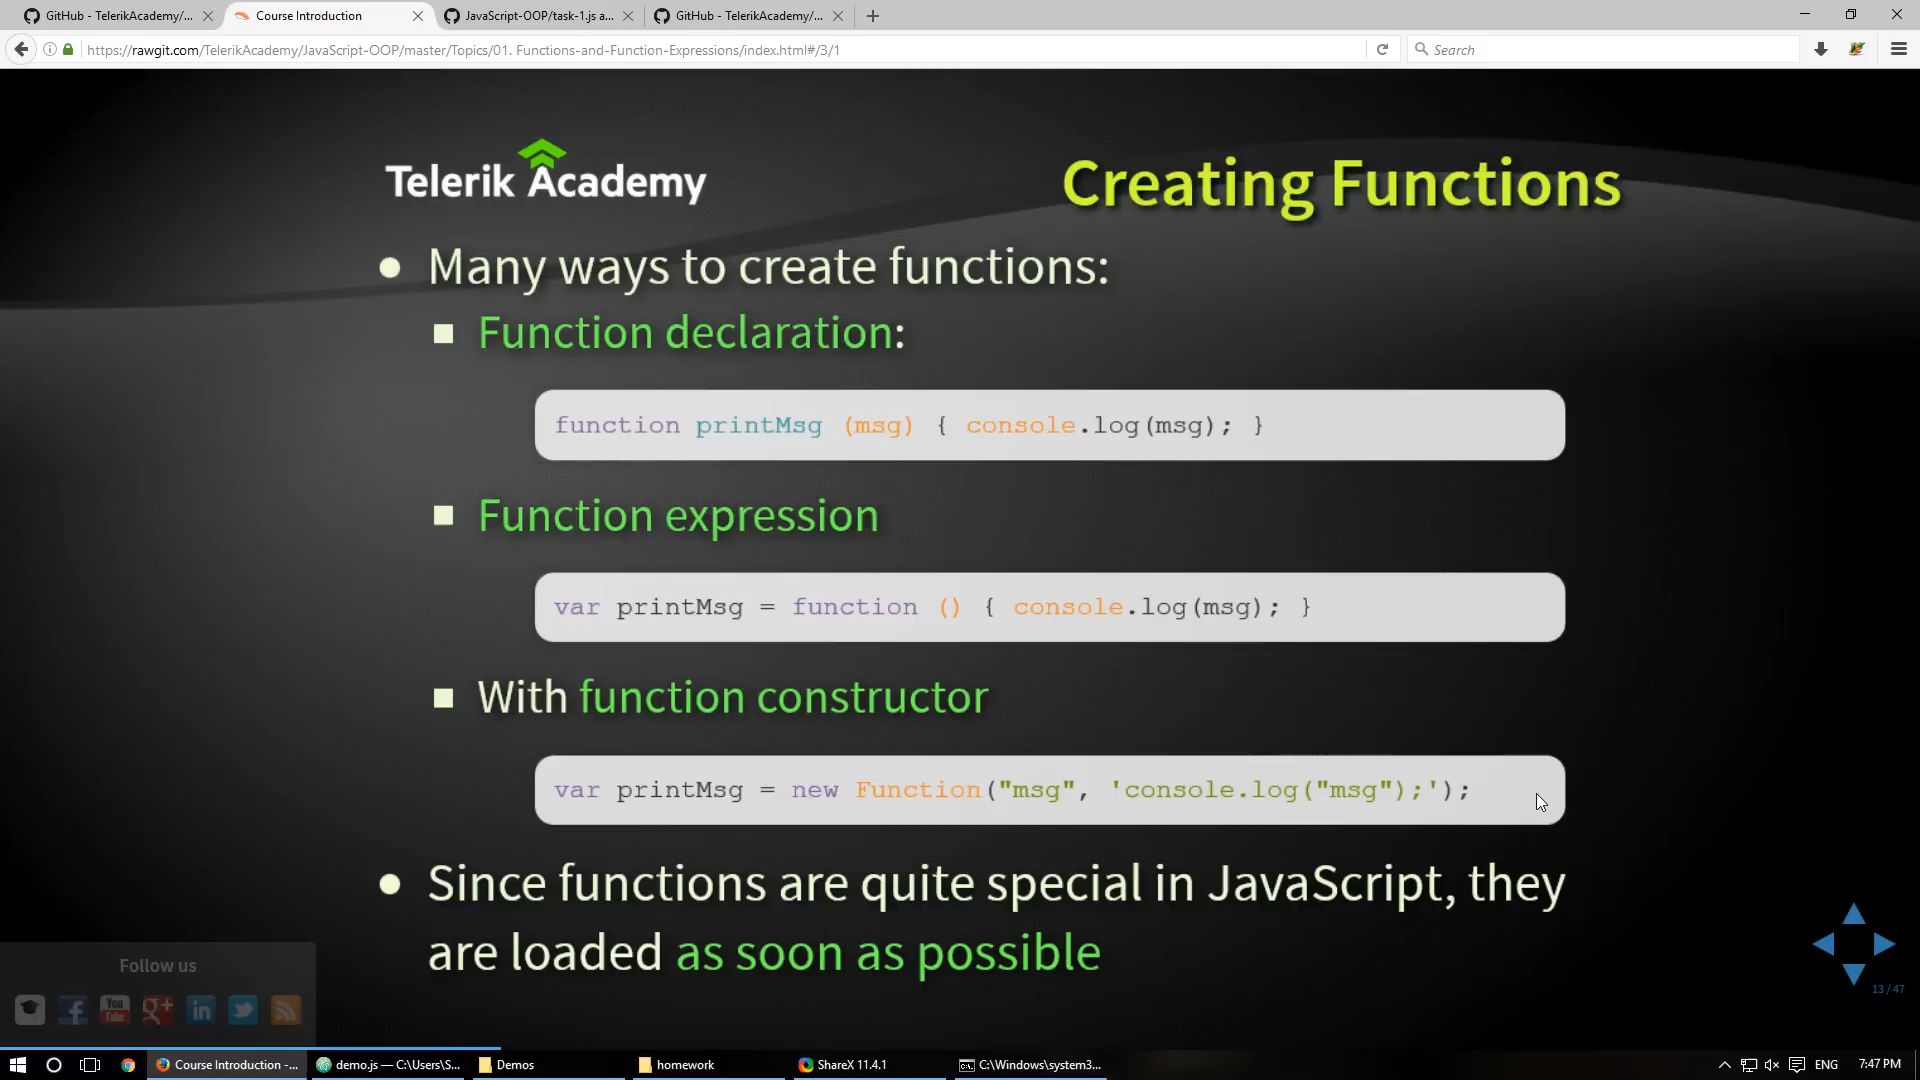 GitHub - TelerikAcademy/...
Course Introduction
JavaScript-OOP/task-1.js a...
GitHub - TelerikAcademy/...
https://rawgit.com/TelerikAcademy/JavaScript-OOP/master/Topics/01. Functions-and-Function-Expressions/index.html#/3/1
Search
Telerik Academy
Creating Functions
Many ways to create functions:
Function declaration:
function printMsg (msg) { console.log(msg); }
Function expression
var printMsg = function () { console.log(msg); }
With function constructor
var printMsg = new Function("msg", 'console.log("msg");');
Since functions are quite special in JavaScript, they
are loaded as soon as possible
13 / 47
Follow us
You
Tube
g+
in
Course Introduction -...
demo.js — C:\Users\S...
Demos
homework
ShareX 11.4.1
C:\Windows\system3...
ENG
7:47 PM